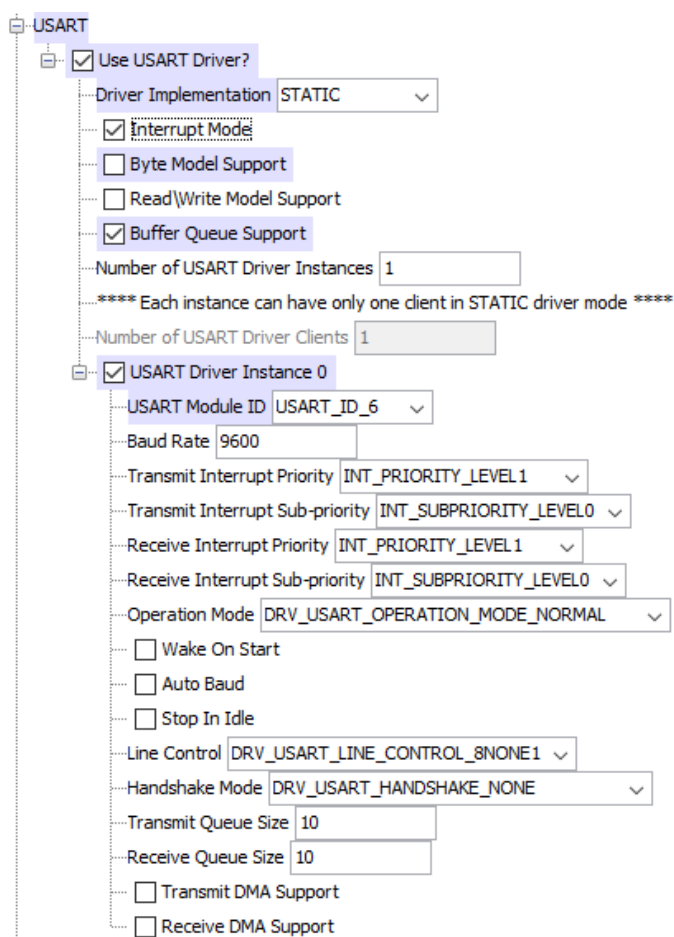 USART
Use USART Driver?
Driver Implementation STATIC
Interrupt Mode
Byte Model Support
Read\Write Model Support
Buffer Queue Support
Number of USART Driver Instances 1
**** Each instance can have only one client in STATIC driver mode ****
Number of USART Driver Clients 1
USART Driver Instance 0
USART Module ID USART_ID_6
Baud Rate 9600
Transmit Interrupt Priority INT_PRIORITY_LEVEL1
Transmit Interrupt Sub-priority INT_SUBPRIORITY_LEVEL0
Receive Interrupt Priority INT_PRIORITY_LEVEL1
Receive Interrupt Sub-priority INT_SUBPRIORITY_LEVEL0
Operation Mode DRV_USART_OPERATION_MODE_NORMAL
Wake On Start
Auto Baud
Stop In Idle
Line Control DRV_USART_LINE_CONTROL_8NONE1
Handshake Mode DRV_USART_HANDSHAKE_NONE
Transmit Queue Size 10
Receive Queue Size 10
Transmit DMA Support
Receive DMA Support